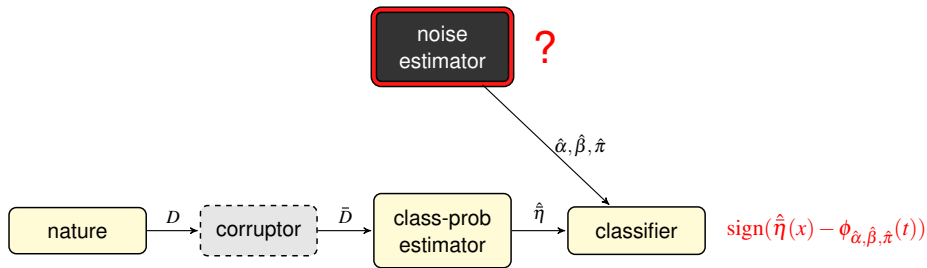 noise
estimator
?
α̂, β̂, π̂
nature
D
corruptor
D̄
class-prob
estimator
η̄̂
classifier
sign(η̄̂(x) − ϕ_{α̂,β̂,π̂}(t))